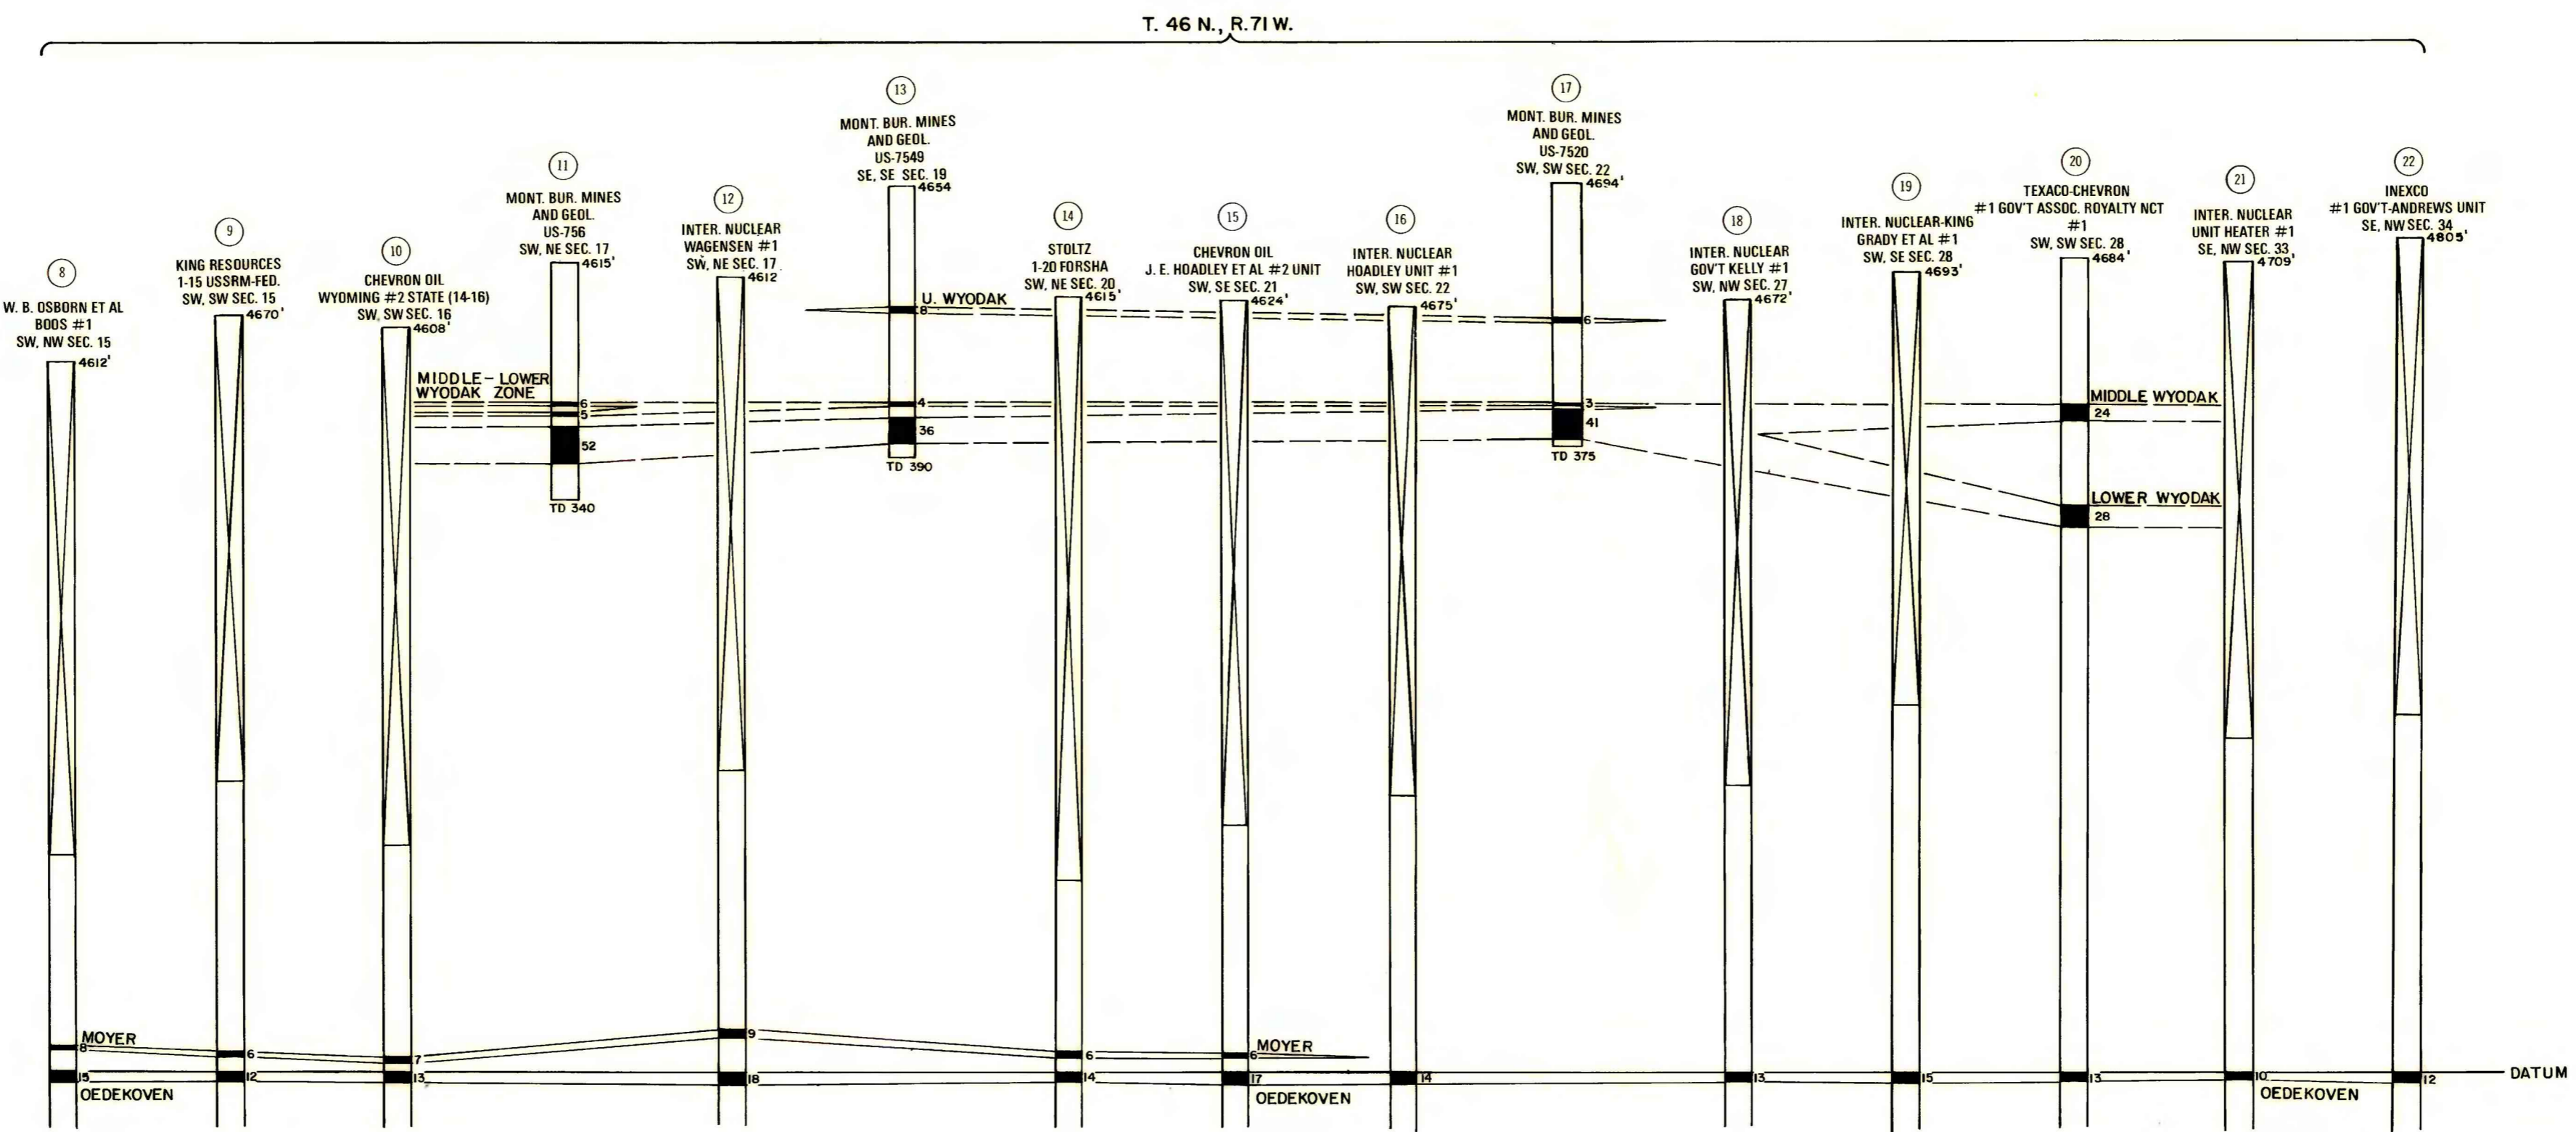 T. 46 N., R.71 W.
8
W. B. OSBORN ET AL
BOOS #1
SW, NW SEC. 15
4612'
9
KING RESOURCES
1-15 USSRM-FED.
SW, SW SEC. 15
4670'
10
CHEVRON OIL
WYOMING #2 STATE (14-16)
SW, SW SEC. 16
4608'
11
MONT. BUR. MINES
AND GEOL.
US-756
SW, NE SEC. 17
4615'
12
INTER. NUCLEAR
WAGENSEN #1
SW, NE SEC. 17
4612
13
MONT. BUR. MINES
AND GEOL.
US-7549
SE, SE SEC. 19
4654
14
STOLTZ
1-20 FORSHA
SW, NE SEC. 20
4615'
15
CHEVRON OIL
J. E. HOADLEY ET AL #2 UNIT
SW, SE SEC. 21
4624'
16
INTER. NUCLEAR
HOADLEY UNIT #1
SW, SW SEC. 22
4675'
17
MONT. BUR. MINES
AND GEOL.
US-7520
SW, SW SEC. 22
4694'
18
INTER. NUCLEAR
GOV'T KELLY #1
SW, NW SEC. 27
4672'
19
INTER. NUCLEAR-KING
GRADY ET AL #1
SW, SE SEC. 28
4693'
20
TEXACO-CHEVRON
#1 GOV'T ASSOC. ROYALTY NCT
#1
SW, SW SEC. 28
4684'
21
INTER. NUCLEAR
UNIT HEATER #1
SE, NW SEC. 33
4709'
22
INEXCO
#1 GOV'T-ANDREWS UNIT
SE, NW SEC. 34
4805'
U. WYODAK
8
6
MIDDLE-LOWER
WYODAK ZONE
6
5
52
TD 340
4
36
TD 390
3
41
TD 375
MIDDLE WYODAK
24
LOWER WYODAK
28
MOYER
8
6
7
9
6
6
MOYER
15
12
13
18
14
17
14
13
15
13
10
12
DATUM
OEDEKOVEN
OEDEKOVEN
OEDEKOVEN